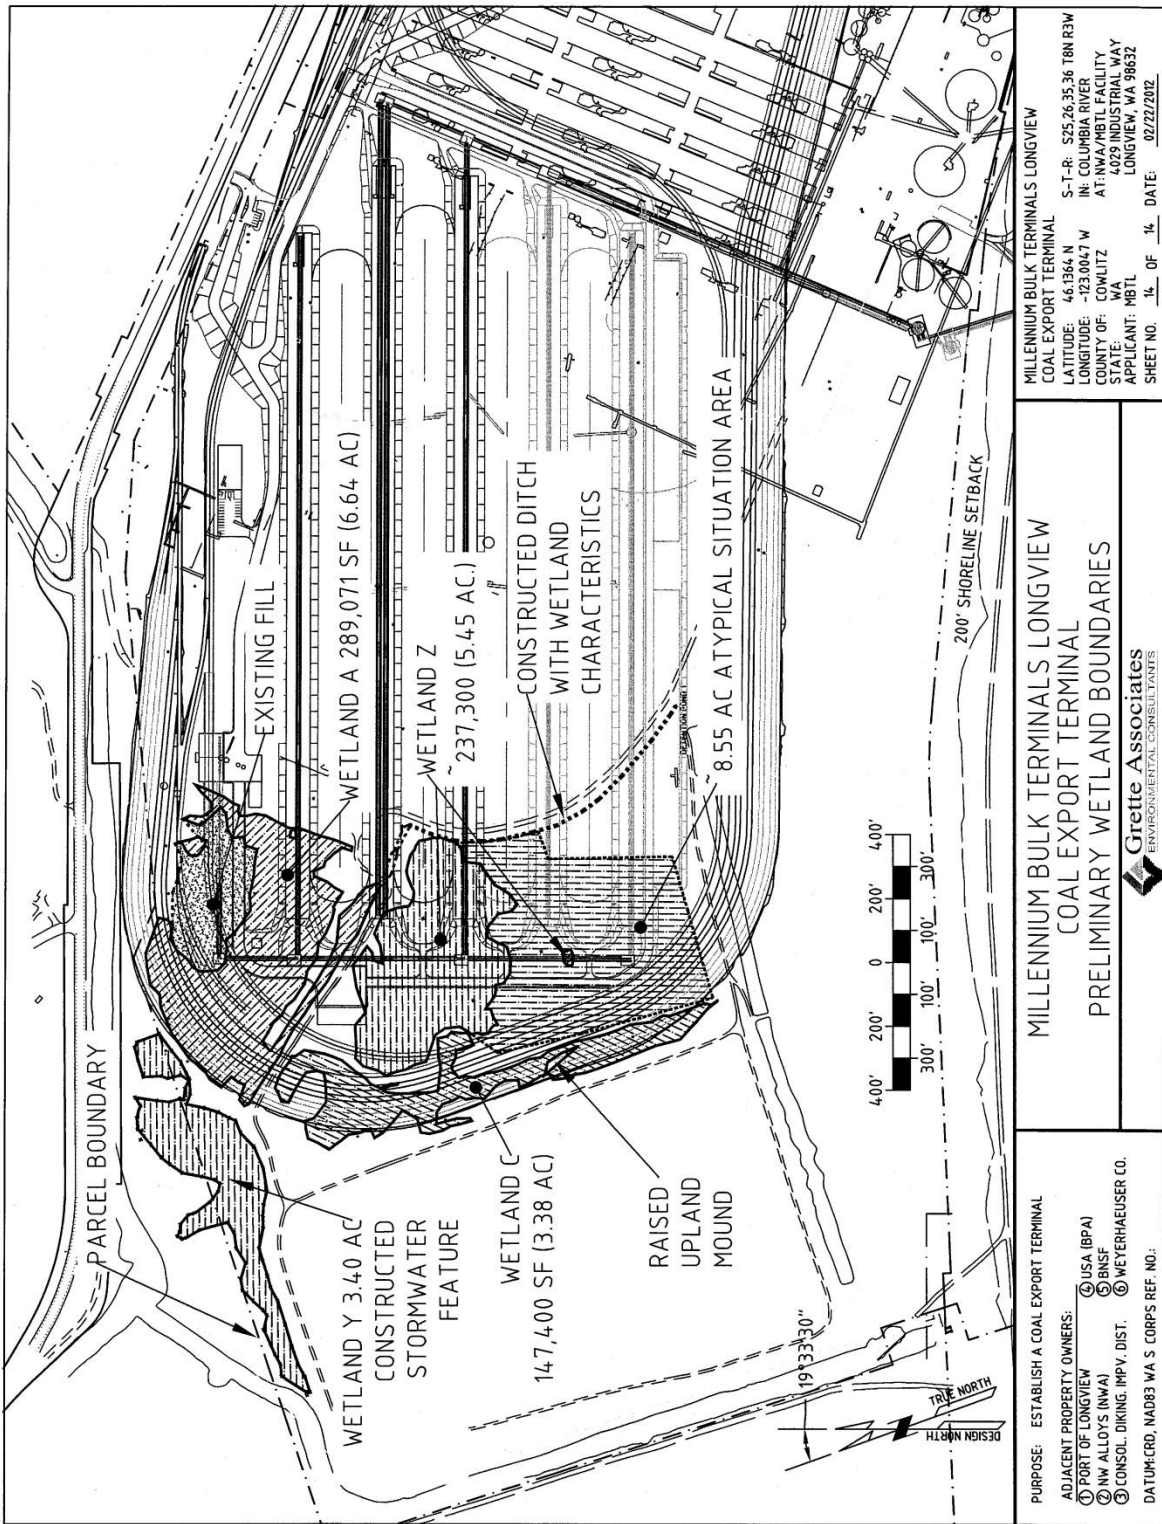 PARCEL BOUNDARY
EXISTING FILL
WETLAND A 289,071 SF (6.64 AC)
WETLAND Z
~237,300 (5.45 AC.)
CONSTRUCTED DITCH
WITH WETLAND
CHARACTERISTICS
~8.55 AC ATYPICAL SITUATION AREA
WETLAND Y 3.40 AC
CONSTRUCTED
STORMWATER
FEATURE
WETLAND C
147,400 SF (3.38 AC)
RAISED
UPLAND
MOUND
DETENTION POND
200' SHORELINE SETBACK
400' 200' 0 200' 400'
300' 100' 100' 300'
19°33'30"
TRUE NORTH
DESIGN NORTH
PURPOSE: ESTABLISH A COAL EXPORT TERMINAL
ADJACENT PROPERTY OWNERS:
① PORT OF LONGVIEW ④ USA (BPA)
② NW ALLOYS (NWA) ⑤ BNSF
③ CONSOL. DIKING. IMPV. DIST. ⑥ WEYERHAEUSER CO.
DATUM:CRD, NAD83 WA S CORPS REF. NO.:
MILLENNIUM BULK TERMINALS LONGVIEW
COAL EXPORT TERMINAL
PRELIMINARY WETLAND BOUNDARIES
Grette Associates
ENVIRONMENTAL CONSULTANTS
MILLENNIUM BULK TERMINALS LONGVIEW
COAL EXPORT TERMINAL
LATITUDE: 46.1364 N S-T-R: S25,26,35,36 T8N R3W
LONGITUDE: -123.0047 W IN: COLUMBIA RIVER
COUNTY OF: COWLITZ AT:NWA/MBTL FACILITY
STATE: WA 4029 INDUSTRIAL WAY
APPLICANT: MBTL LONGVIEW, WA 98632
SHEET NO. 14 OF 14 DATE: 02/22/2012